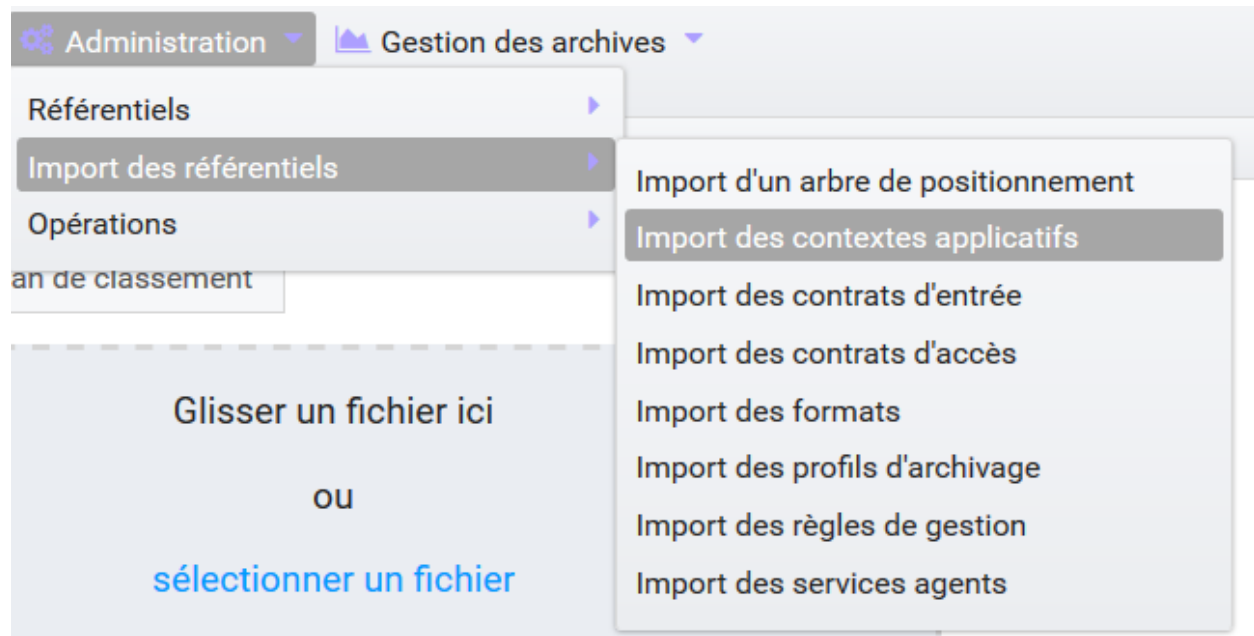 Administration Gestion des archives
Référentiels
Import des référentiels
Opérations
an de classement
Import d'un arbre de positionnement
Import des contextes applicatifs
Import des contrats d'entrée
Import des contrats d'accès
Import des formats
Import des profils d'archivage
Import des règles de gestion
Import des services agents
Glisser un fichier ici
ou
sélectionner un fichier